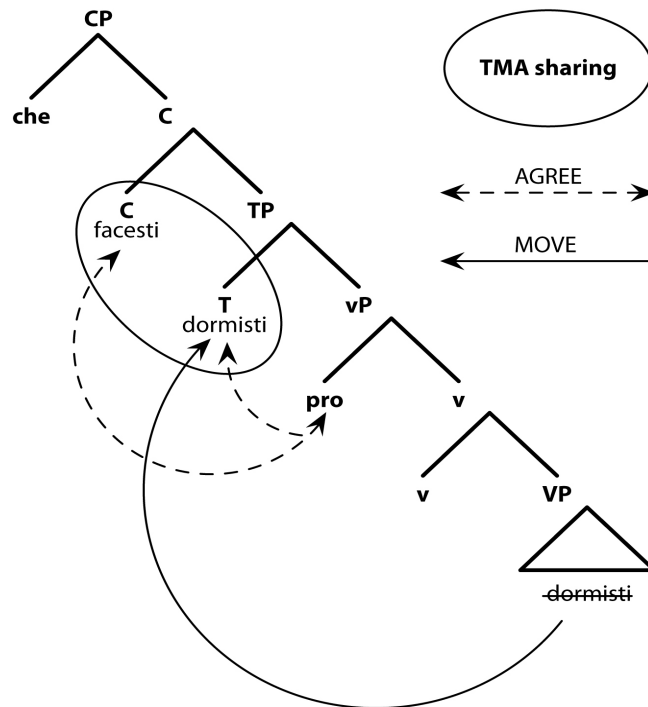 CP
TMA sharing
che
C
AGREE
C
TP
facesti
MOVE
T
vP
dormisti
pro
v
v
VP
dormisti